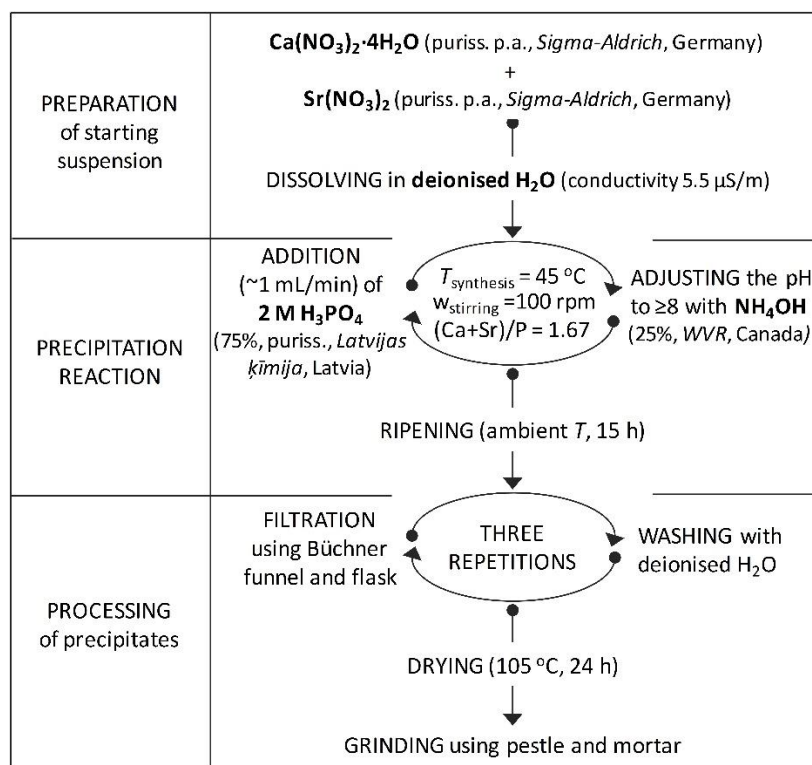 PREPARATION
of starting
suspension
Ca(NO₃)₂·4H₂O (puriss. p.a., Sigma-Aldrich, Germany)
+
Sr(NO₃)₂ (puriss. p.a., Sigma-Aldrich, Germany)
DISSOLVING in deionised H₂O (conductivity 5.5 µS/m)
PRECIPITATION
REACTION
ADDITION
(~1 mL/min) of
2 M H₃PO₄
(75%, puriss., Latvijas
ķīmija, Latvia)
T synthesis = 45 °C
w stirring =100 rpm
(Ca+Sr)/P = 1.67
ADJUSTING the pH
to ≥8 with NH₄OH
(25%, WVR, Canada)
RIPENING (ambient T, 15 h)
PROCESSING
of precipitates
FILTRATION
using Büchner
funnel and flask
THREE
REPETITIONS
WASHING with
deionised H₂O
DRYING (105 °C, 24 h)
GRINDING using pestle and mortar